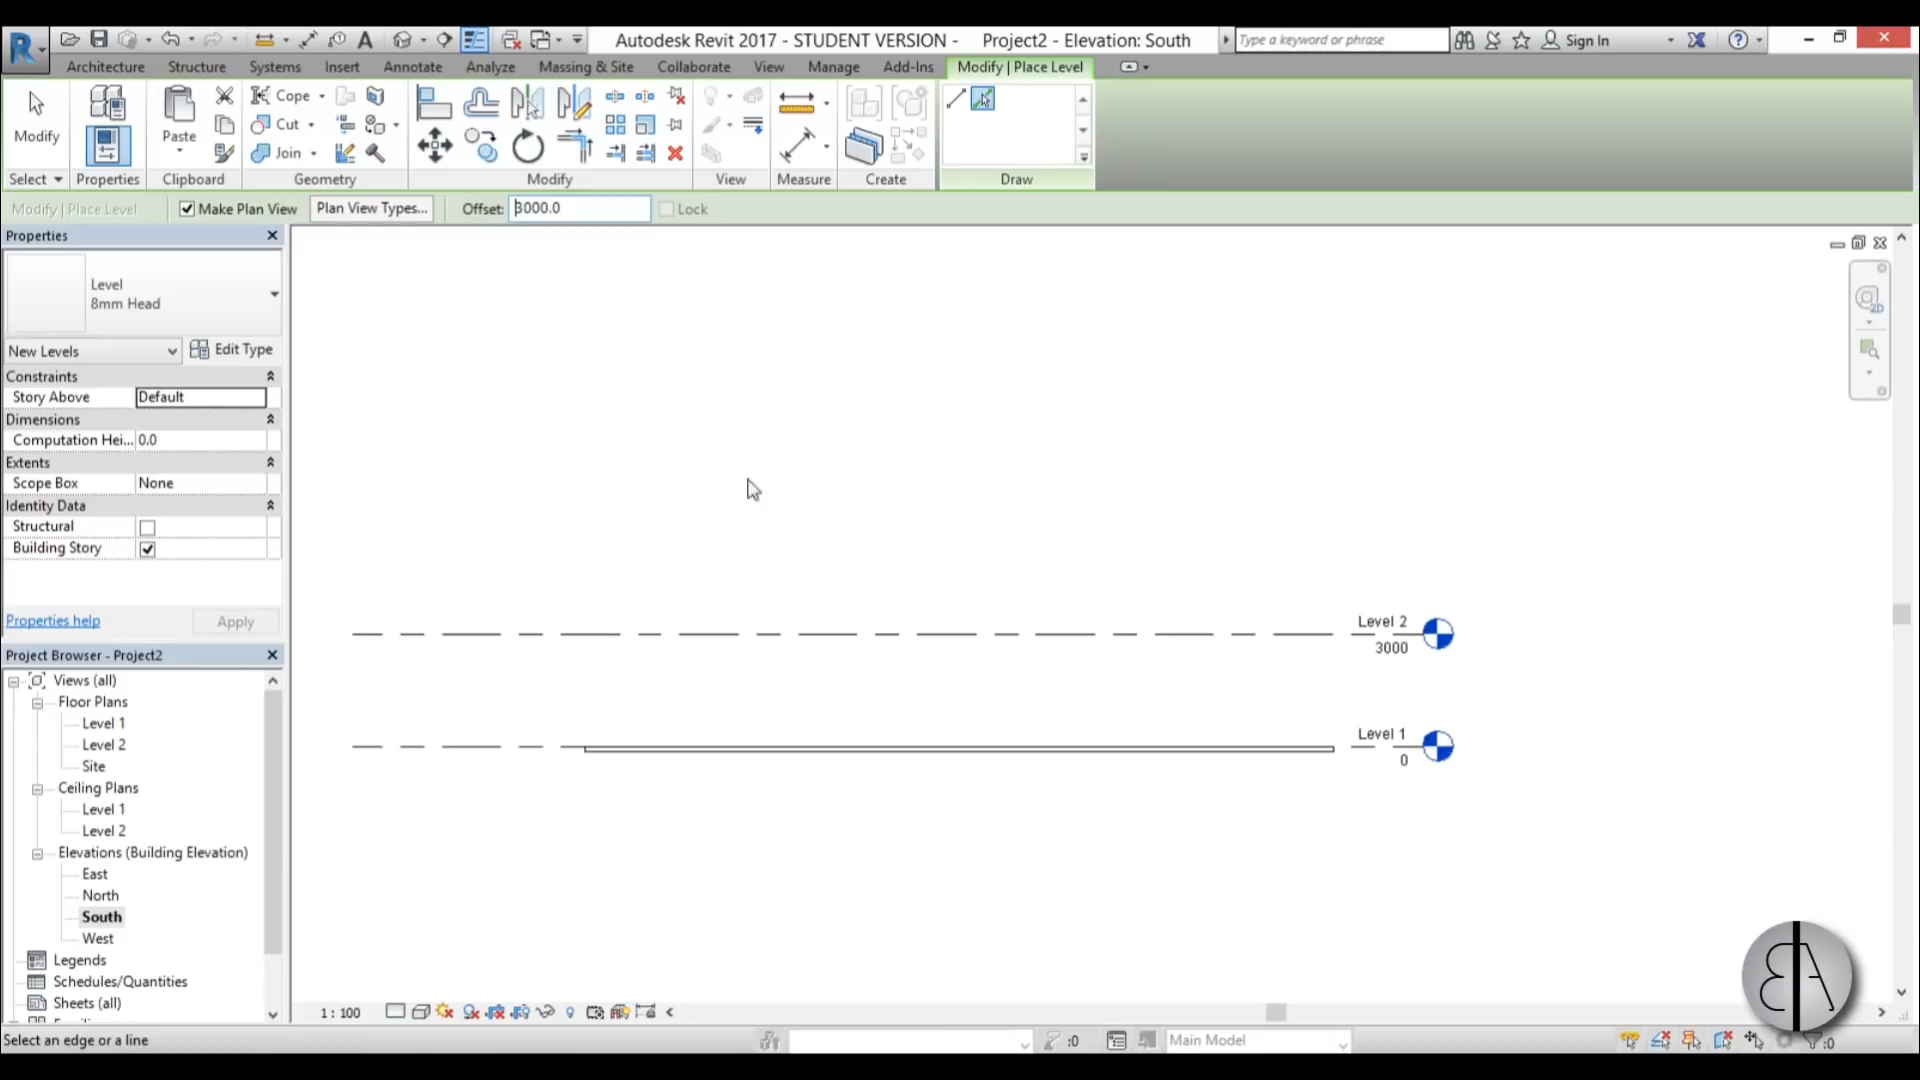 Autodesk Revit 2017 - STUDENT VERSION - Project2 - Elevation: South
Type a keyword or phrase
Sign In
Architecture Structure Systems Insert Annotate Analyze Massing & Site Collaborate View Manage Add-Ins Modify | Place Level
Modify
Paste
Cope
Cut
Join
Select Properties Clipboard Geometry Modify View Measure Create Draw
Modify | Place Level
Make Plan View
Plan View Types...
Offset: 3000.0
Lock
Properties
Level
8mm Head
New Levels
Edit Type
Constraints
Story Above Default
Dimensions
Computation Hei... 0.0
Extents
Scope Box None
Identity Data
Structural
Building Story
Properties help
Apply
Project Browser - Project2
Views (all)
Floor Plans
Level 1
Level 2
Site
Ceiling Plans
Level 1
Level 2
Elevations (Building Elevation)
East
North
South
West
Legends
Schedules/Quantities
Sheets (all)
Level 2
3000
Level 1
0
2D
1 : 100
Select an edge or a line
:0
Main Model
:0